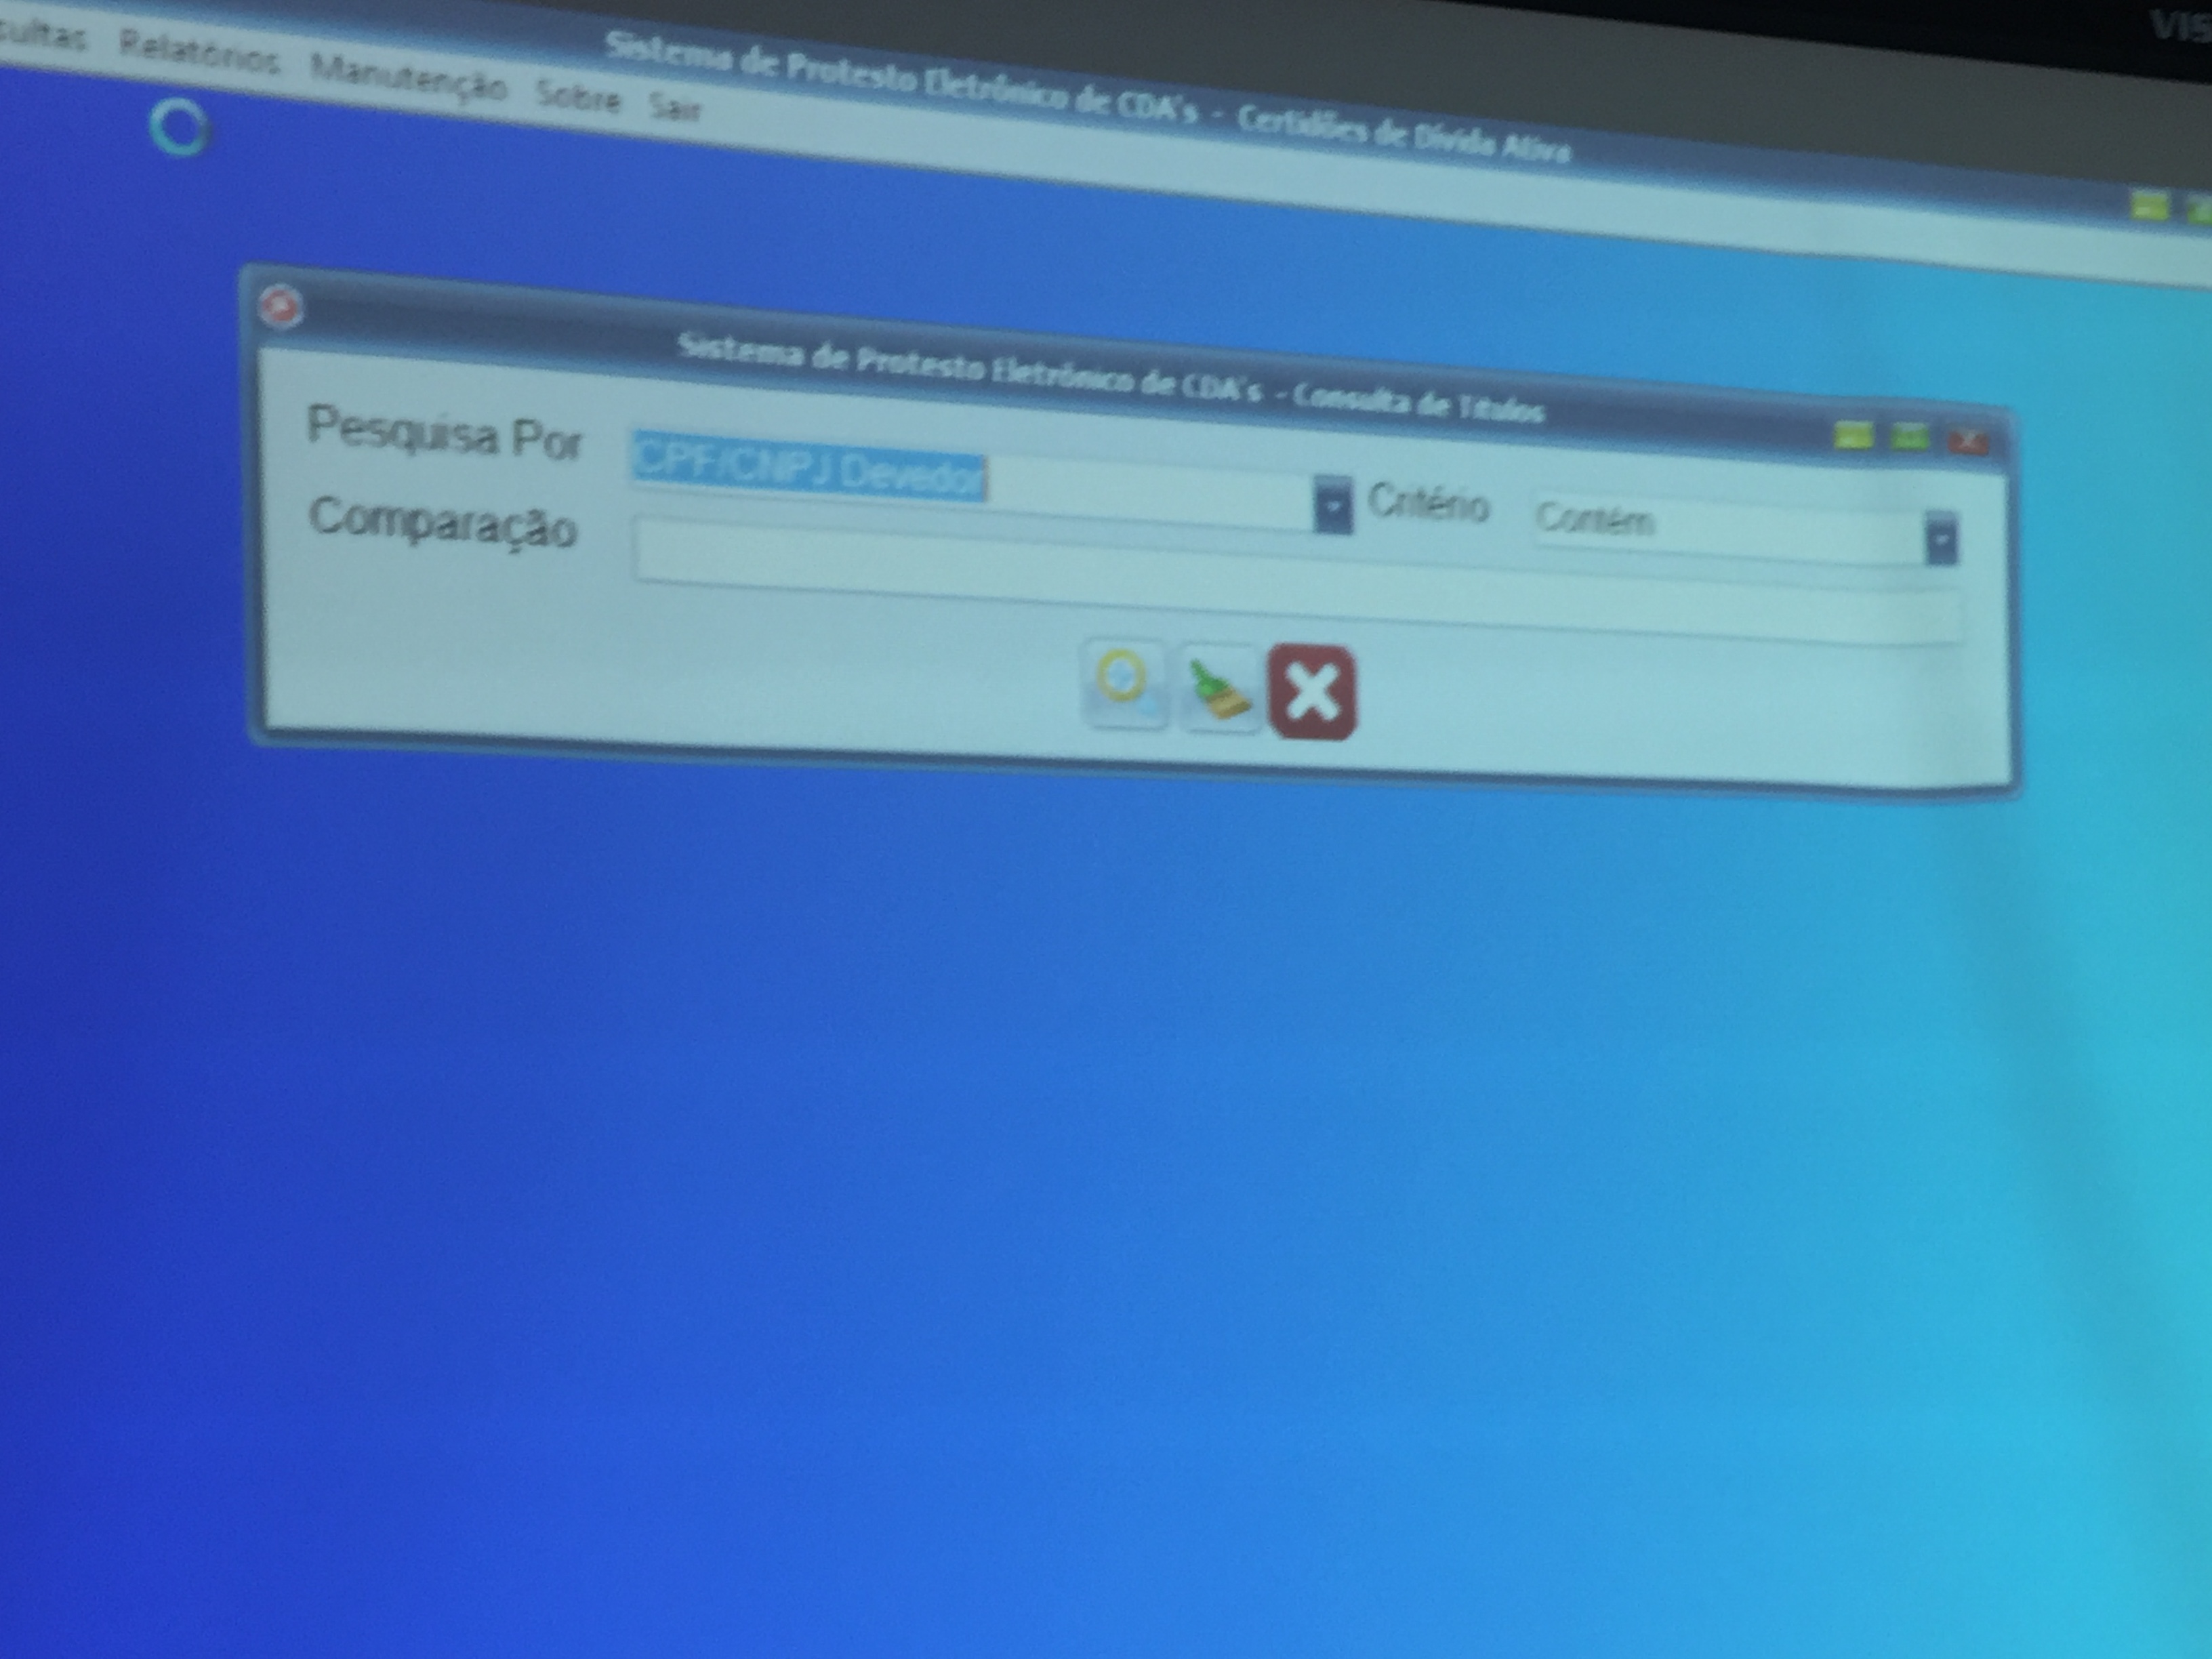 Sistema de Protesto Eletrônico de CDA's - Certidões de Dívida Ativa
Relatórios Manutenção Sobre Sair
Sistema de Protesto Eletrônico de CDA's - Consulta de Títulos
Pesquisa Por CPF/CNPJ Devedor Critério Contém
Comparação